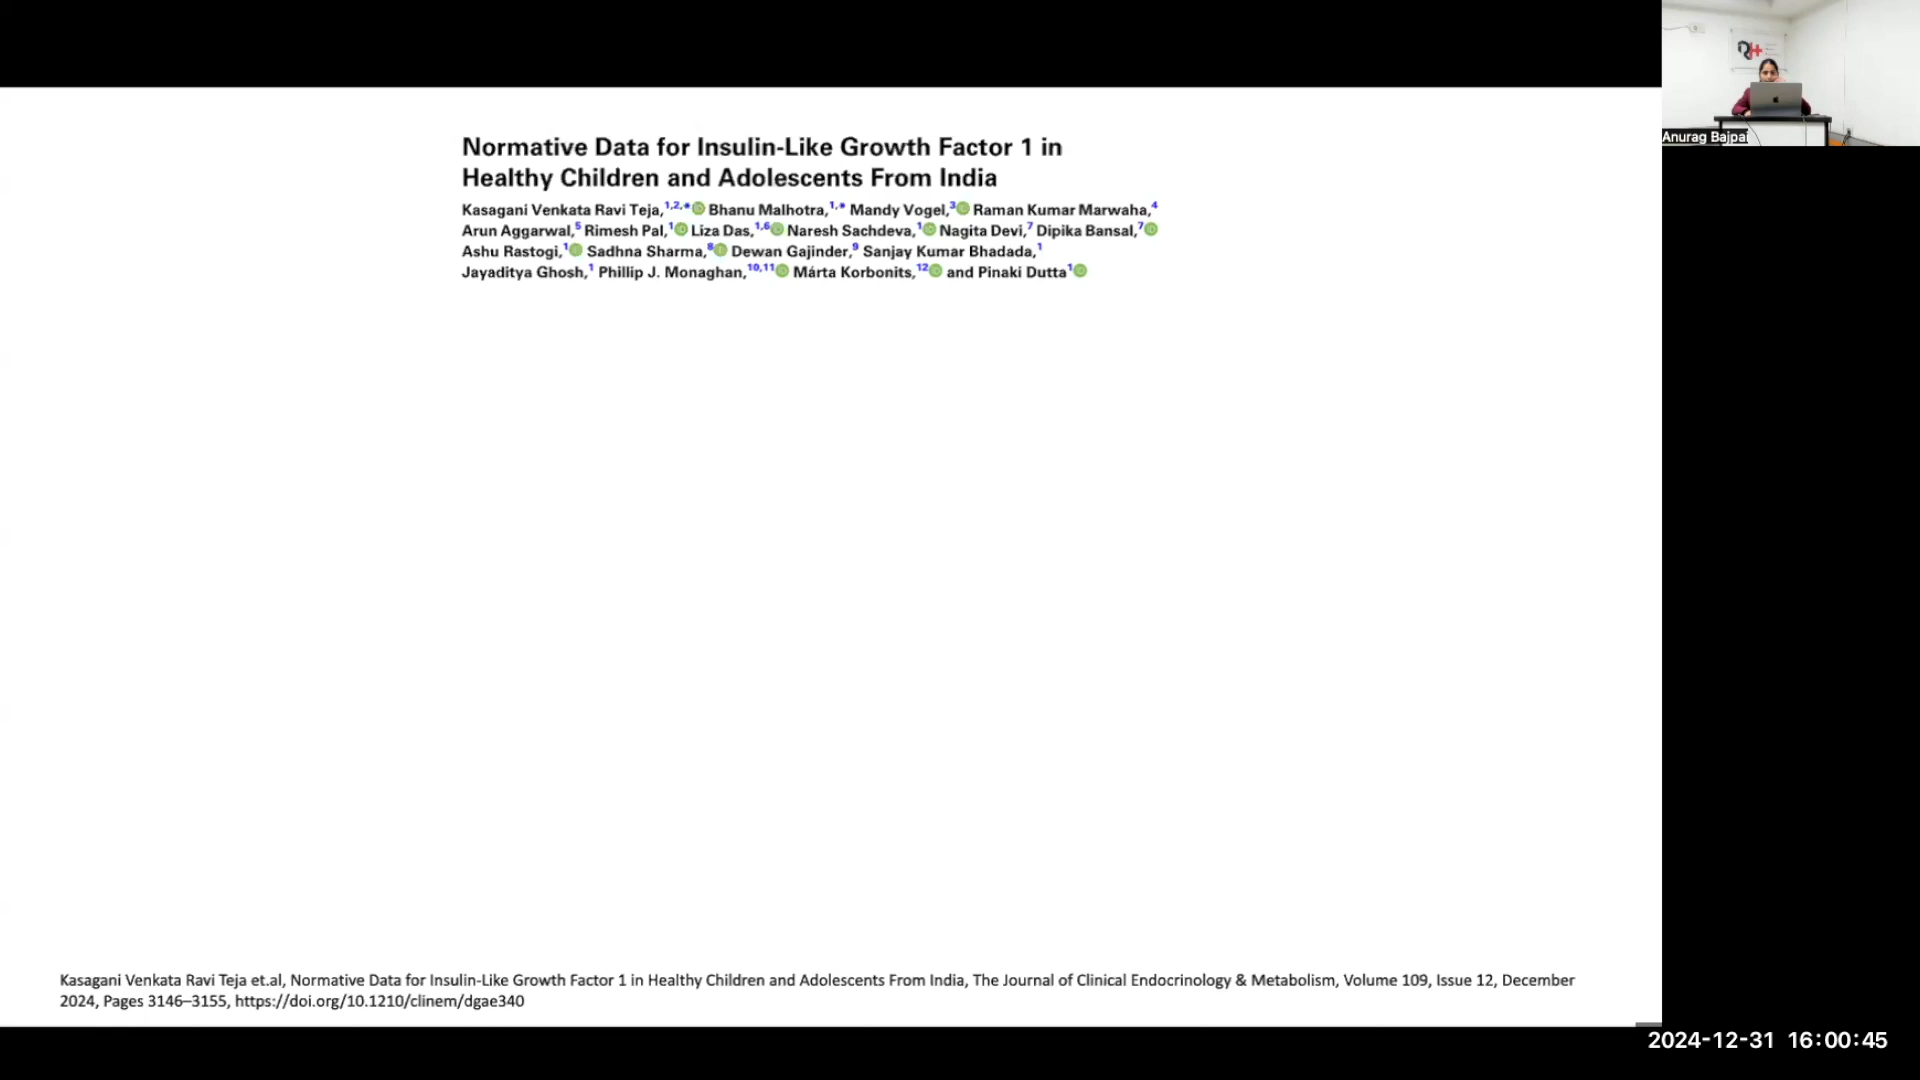 Normative Data for Insulin-Like Growth Factor 1 in
Healthy Children and Adolescents From India
Kasagani Venkata Ravi Teja,1,2,* Bhanu Malhotra,1,* Mandy Vogel,3 Raman Kumar Marwaha,4
Arun Aggarwal,5 Rimesh Pal,1 Liza Das,1,6 Naresh Sachdeva,1 Nagita Devi,7 Dipika Bansal,7
Ashu Rastogi,1 Sadhna Sharma,8 Dewan Gajinder,9 Sanjay Kumar Bhadada,1
Jayaditya Ghosh,1 Phillip J. Monaghan,10,11 Márta Korbonits,12 and Pinaki Dutta1
Anurag Bajpai
Kasagani Venkata Ravi Teja et.al, Normative Data for Insulin-Like Growth Factor 1 in Healthy Children and Adolescents From India, The Journal of Clinical Endocrinology & Metabolism, Volume 109, Issue 12, December
2024, Pages 3146–3155, https://doi.org/10.1210/clinem/dgae340
2024-12-31 16:00:45